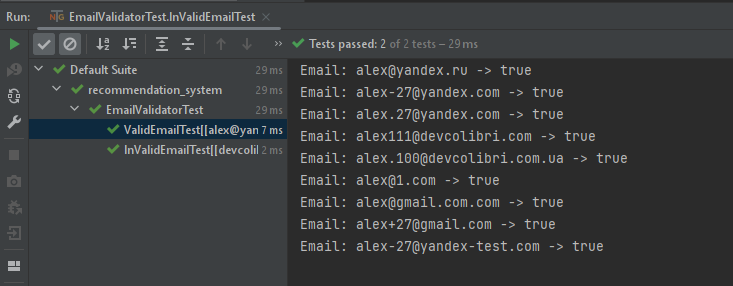 Run: NG EmailValidatorTest.InValidEmailTest ×
Tests passed: 2 of 2 tests – 29 ms
Default Suite 29 ms
recommendation_system 29 ms
EmailValidatorTest 29 ms
ValidEmailTest[[alex@yan 7 ms
InValidEmailTest[[devcoli 2 ms
Email: alex@yandex.ru -> true
Email: alex-27@yandex.com -> true
Email: alex.27@yandex.com -> true
Email: alex111@devcolibri.com -> true
Email: alex.100@devcolibri.com.ua -> true
Email: alex@1.com -> true
Email: alex@gmail.com.com -> true
Email: alex+27@gmail.com -> true
Email: alex-27@yandex-test.com -> true